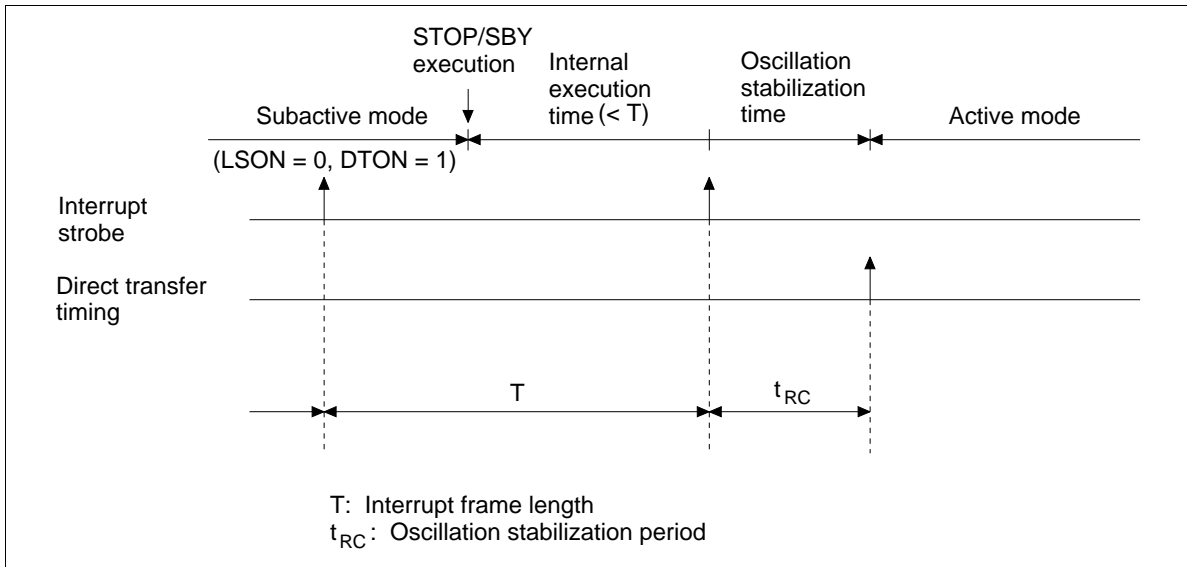 STOP/SBY
execution
Internal
execution
time (< T)
Oscillation
stabilization
time
Subactive mode
Active mode
(LSON = 0, DTON = 1)
Interrupt
strobe
Direct transfer
timing
T
tRC
T: Interrupt frame length
tRC : Oscillation stabilization period